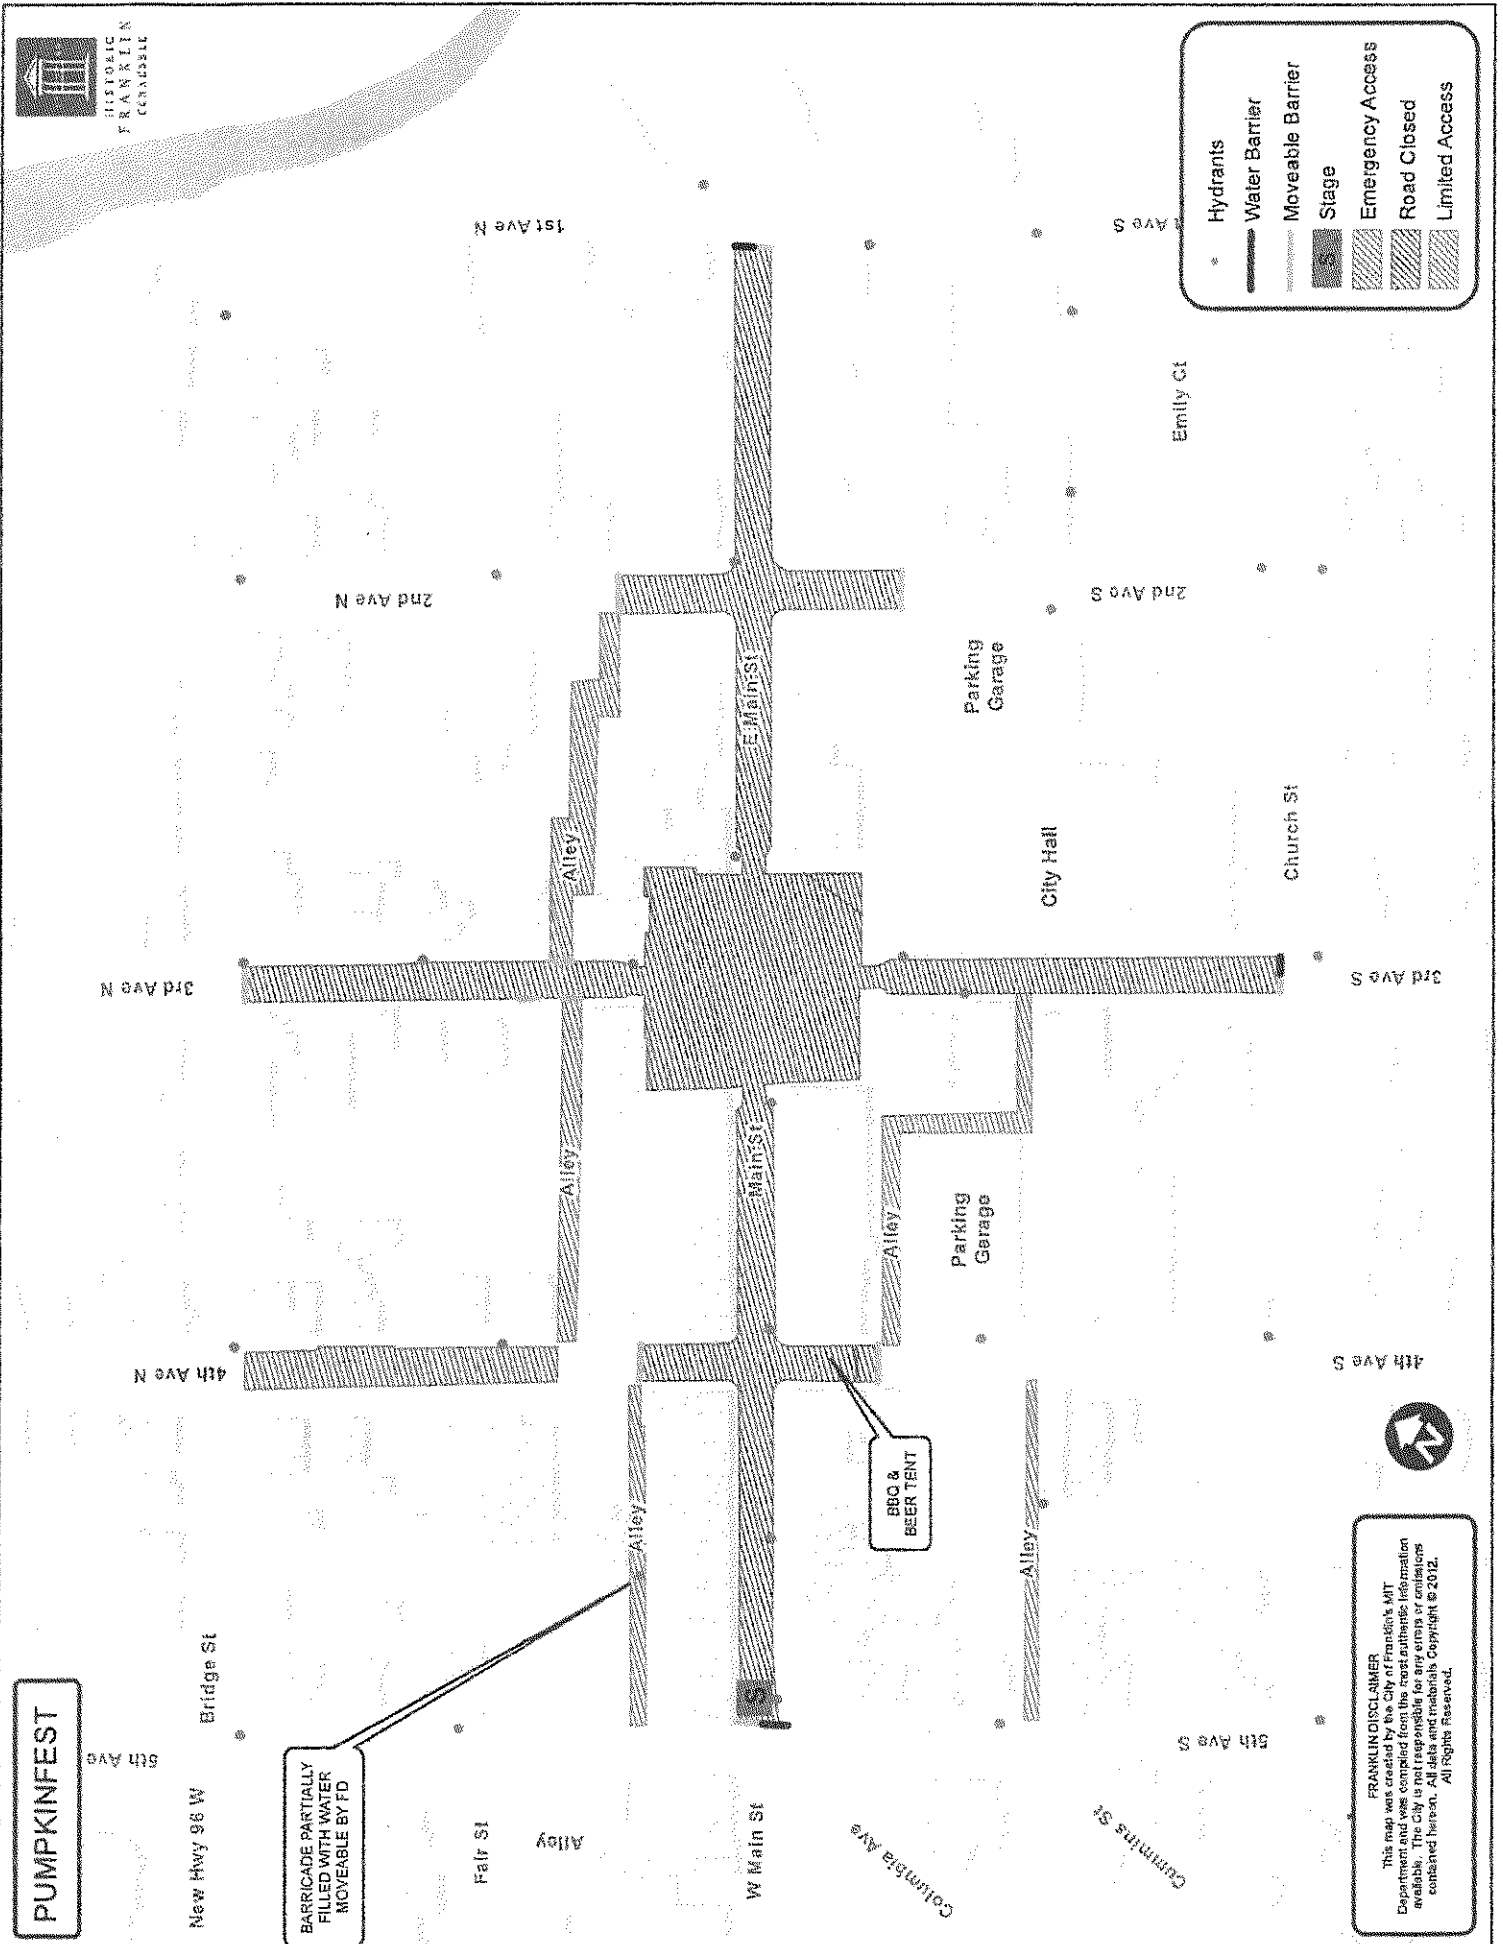 PUMPKINFEST
HISTORIC
FRANKLIN
TENNESSEE
New Hwy 96 W
Bridge St
5th Ave
4th Ave N
3rd Ave N
2nd Ave N
1st Ave N
BARRICADE PARTIALLY
FILLED WITH WATER
MOVEABLE BY FD
Fair St
Alley
Alley
Alley
Alley
W Main St
S
Main St
E Main St
Columbia Ave
BBQ &
BEER TENT
Alley
Parking
Garage
Parking
Garage
Alley
City Hall
Cummins St
5th Ave S
4th Ave S
3rd Ave S
2nd Ave S
Ave S
Church St
Emily Ct
Hydrants
Water Barrier
Moveable Barrier
S
Stage
Emergency Access
Road Closed
Limited Access
N
FRANKLIN DISCLAIMER
This map was created by the City of Franklin's MIT
Department and was compiled from the most authentic information
available. The City is not responsible for any errors or omissions
contained hereon. All data and materials Copyright © 2012.
All Rights Reserved.